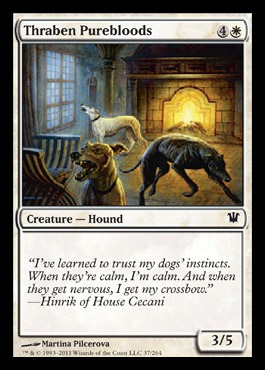 Thraben Purebloods 4
Creature — Hound
“I’ve learned to trust my dogs’ instincts.
When they’re calm, I’m calm. And when
they get nervous, I get my crossbow.”
—Hinrik of House Cecani
3/5
Martina Pilcerova
™ & © 1993–2011 Wizards of the Coast LLC 37/264